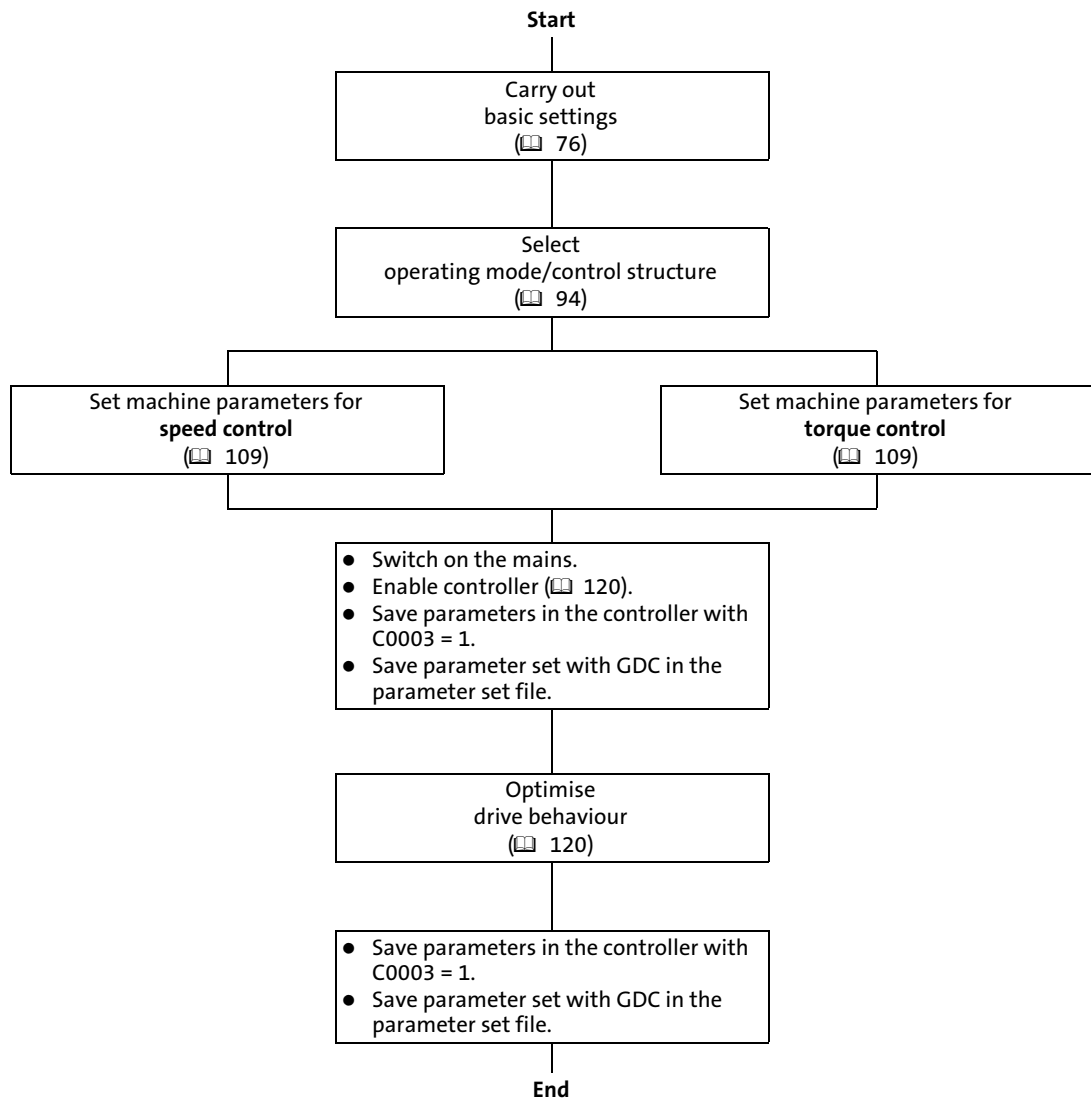 Start
Carry out
basic settings
(🕮 76)
Select
operating mode/control structure
(🕮 94)
Set machine parameters for
speed control
(🕮 109)
Set machine parameters for
torque control
(🕮 109)
● Switch on the mains.
● Enable controller (🕮 120).
● Save parameters in the controller with
C0003 = 1.
● Save parameter set with GDC in the
parameter set file.
Optimise
drive behaviour
(🕮 120)
● Save parameters in the controller with
C0003 = 1.
● Save parameter set with GDC in the
parameter set file.
End